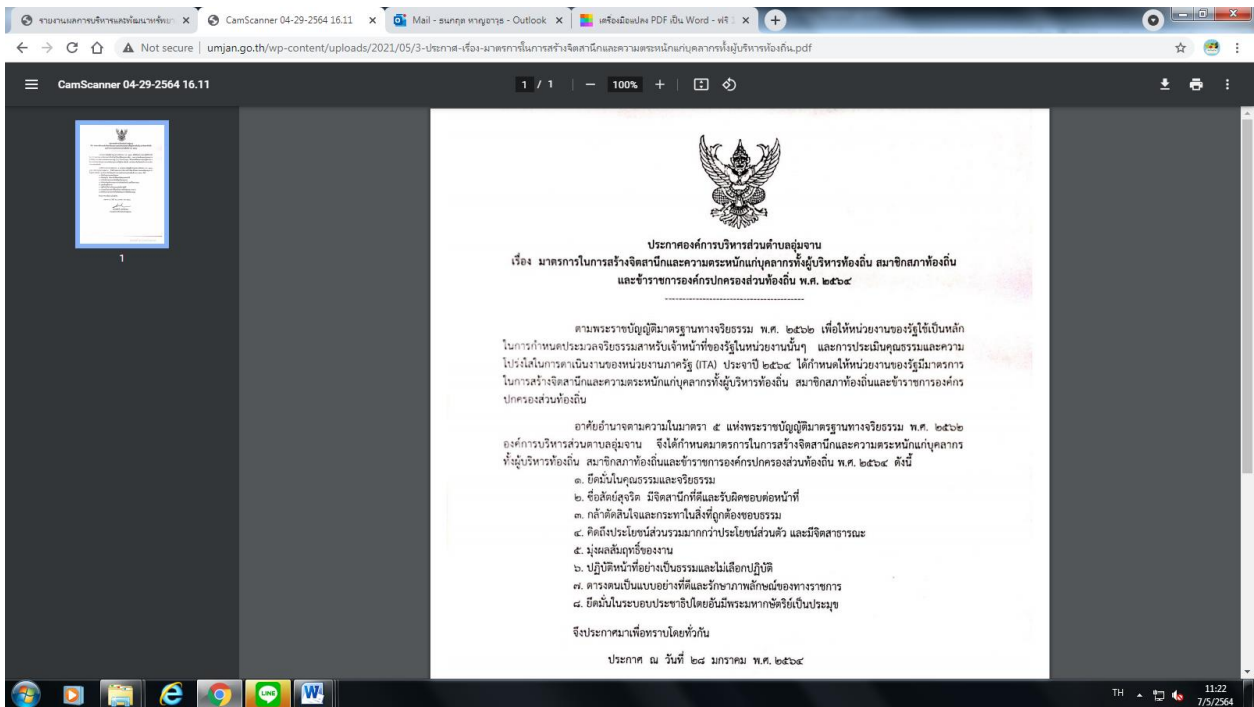 รายงานผลการบริหารและพัฒนาทรัพยา
CamScanner 04-29-2564 16.11
Mail - ธนกฤต หาญอาวุธ - Outlook
เครื่องมือแปลง PDF เป็น Word - ฟรี
Not secure | umjan.go.th/wp-content/uploads/2021/05/3-ประกาศ-เรื่อง-มาตรการในการสร้างจิตสานึกและความตระหนักแก่บุคลากรทั้งผู้บริหารท้องถิ่น.pdf
CamScanner 04-29-2564 16.11
1 / 1
100%
1
ประกาศองค์การบริหารส่วนตำบลอุ่มจาน
เรื่อง มาตรการในการสร้างจิตสานึกและความตระหนักแก่บุคลากรทั้งผู้บริหารท้องถิ่น สมาชิกสภาท้องถิ่น
และข้าราชการองค์กรปกครองส่วนท้องถิ่น พ.ศ. ๒๕๖๔
ตามพระราชบัญญัติมาตรฐานทางจริยธรรม พ.ศ. ๒๕๖๒ เพื่อให้หน่วยงานของรัฐใช้เป็นหลัก
ในการกำหนดประมวลจริยธรรมสาหรับเจ้าหน้าที่ของรัฐในหน่วยงานนั้นๆ และการประเมินคุณธรรมและความ
โปร่งใสในการดาเนินงานของหน่วยงานภาครัฐ (ITA) ประจาปี ๒๕๖๔ ได้กำหนดให้หน่วยงานของรัฐมีมาตรการ
ในการสร้างจิตสานึกและความตระหนักแก่บุคลากรทั้งผู้บริหารท้องถิ่น สมาชิกสภาท้องถิ่นและข้าราชการองค์กร
ปกครองส่วนท้องถิ่น
อาศัยอำนาจตามความในมาตรา ๕ แห่งพระราชบัญญัติมาตรฐานทางจริยธรรม พ.ศ. ๒๕๖๒
องค์การบริหารส่วนตาบลอุ่มจาน จึงได้กำหนดมาตรการในการสร้างจิตสานึกและความตระหนักแก่บุคลากร
ทั้งผู้บริหารท้องถิ่น สมาชิกสภาท้องถิ่นและข้าราชการองค์กรปกครองส่วนท้องถิ่น พ.ศ. ๒๕๖๔ ดังนี้
๑. ยึดมั่นในคุณธรรมและจริยธรรม
๒. ซื่อสัตย์สุจริต มีจิตสานึกที่ดีและรับผิดชอบต่อหน้าที่
๓. กล้าตัดสินใจและกระทาในสิ่งที่ถูกต้องชอบธรรม
๔. คิดถึงประโยชน์ส่วนรวมมากกว่าประโยชน์ส่วนตัว และมีจิตสาธารณะ
๕. มุ่งผลสัมฤทธิ์ของงาน
๖. ปฏิบัติหน้าที่อย่างเป็นธรรมและไม่เลือกปฏิบัติ
๗. ดารงตนเป็นแบบอย่างที่ดีและรักษาภาพลักษณ์ของทางราชการ
๘. ยึดมั่นในระบอบประชาธิปไตยอันมีพระมหากษัตริย์เป็นประมุข
จึงประกาศมาเพื่อทราบโดยทั่วกัน
ประกาศ ณ วันที่ ๒๘ มกราคม พ.ศ. ๒๕๖๔
LINE
TH
11:22
7/5/2564